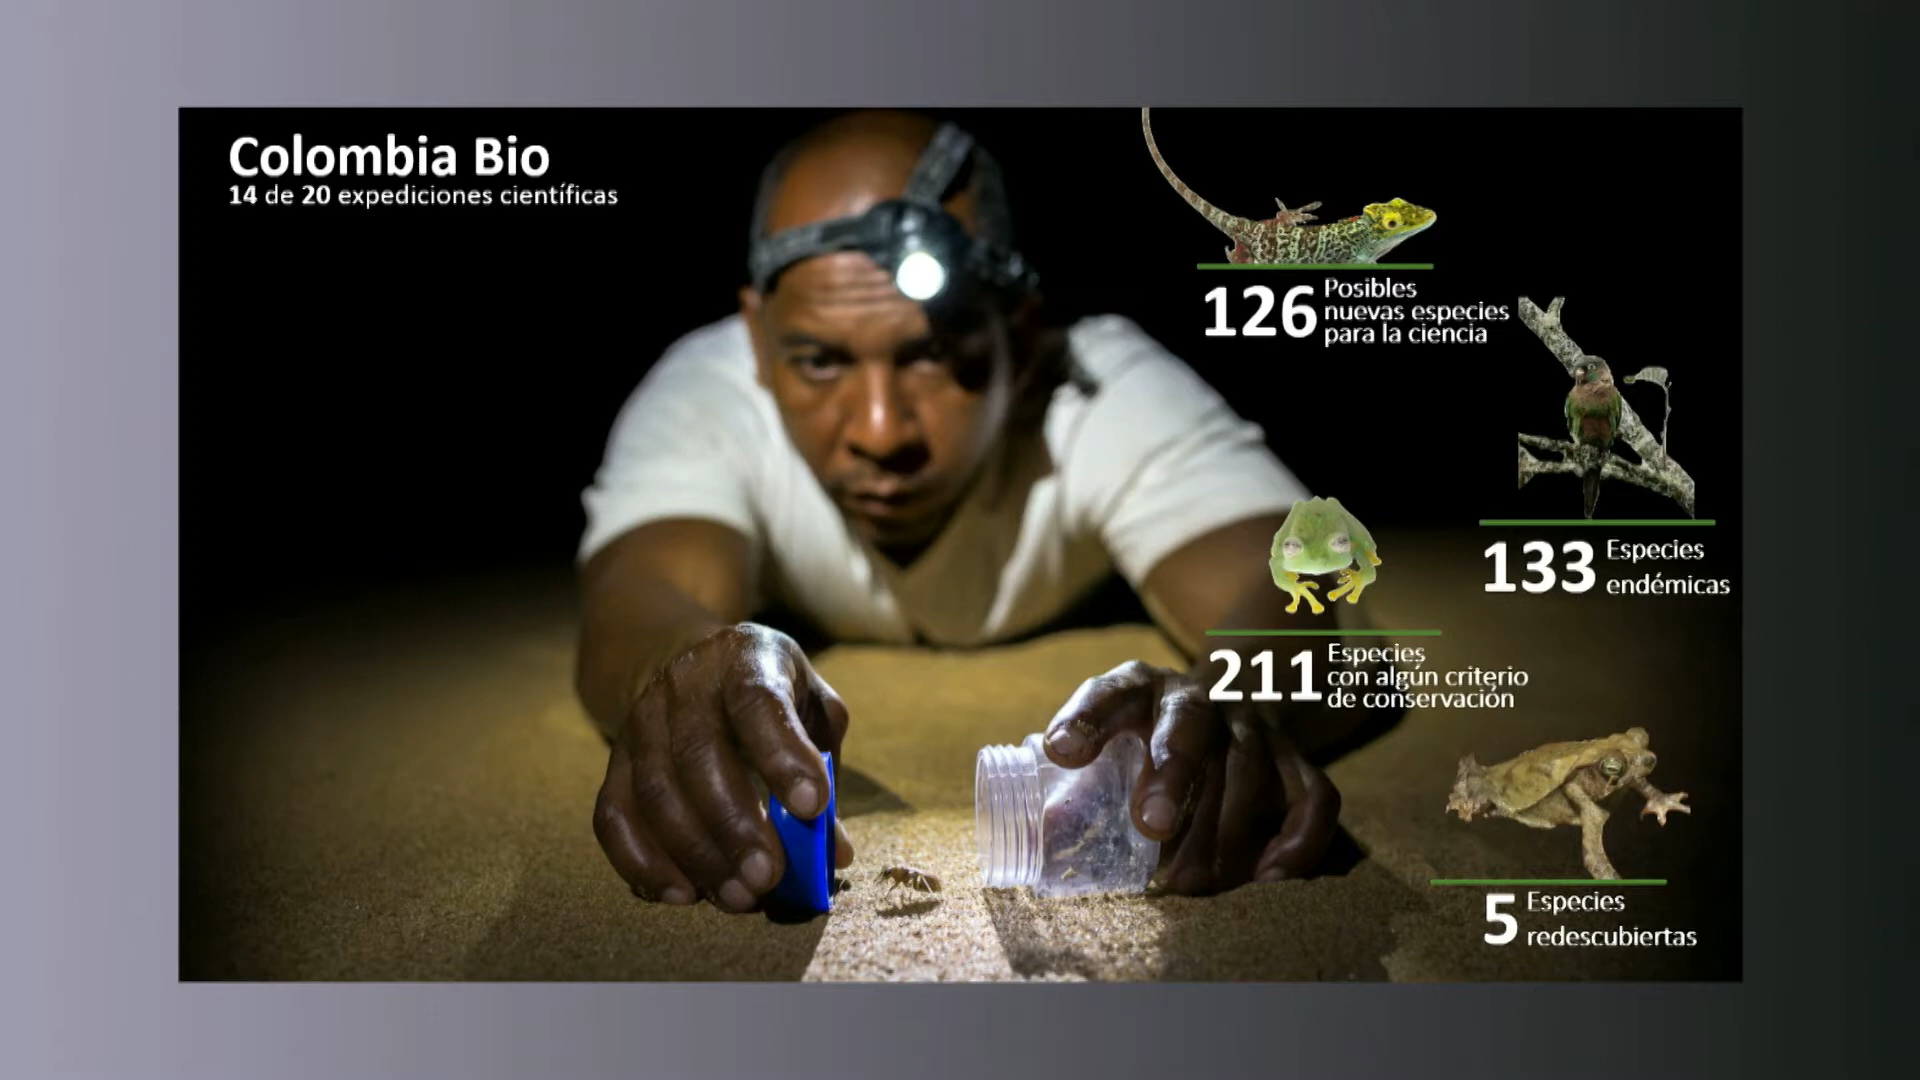 Colombia Bio
14 de 20 expediciones científicas
126 Posibles
nuevas especies
para la ciencia
133 Especies
endémicas
211 Especies
con algún criterio
de conservación
5 Especies
redescubiertas